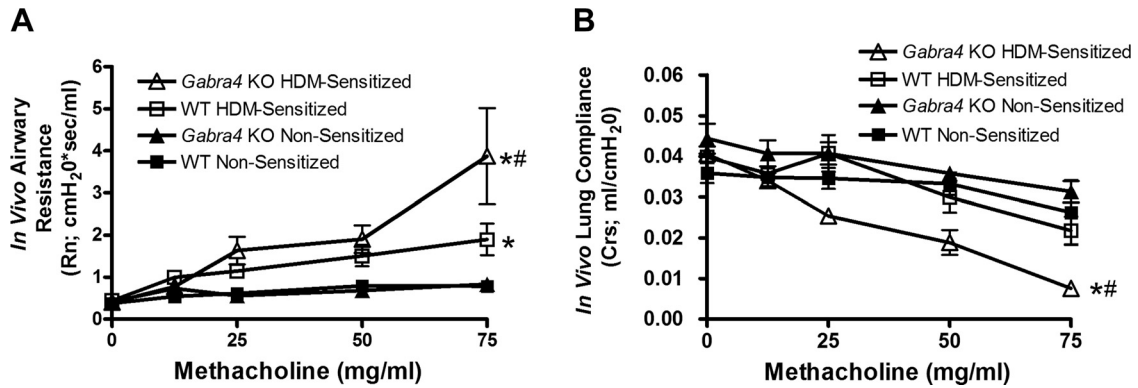 A
In Vivo Airwary
Resistance
(Rn; cmH₂0*sec/ml)
6
5
4
3
2
1
0
Gabra4 KO HDM-Sensitized
WT HDM-Sensitized
Gabra4 KO Non-Sensitized
WT Non-Sensitized
*#
*
0 25 50 75
Methacholine (mg/ml)
B
In Vivo Lung Compliance
(Crs; ml/cmH₂0)
0.06
0.05
0.04
0.03
0.02
0.01
0.00
Gabra4 KO HDM-Sensitized
WT HDM-Sensitized
Gabra4 KO Non-Sensitized
WT Non-Sensitized
*#
0 25 50 75
Methacholine (mg/ml)